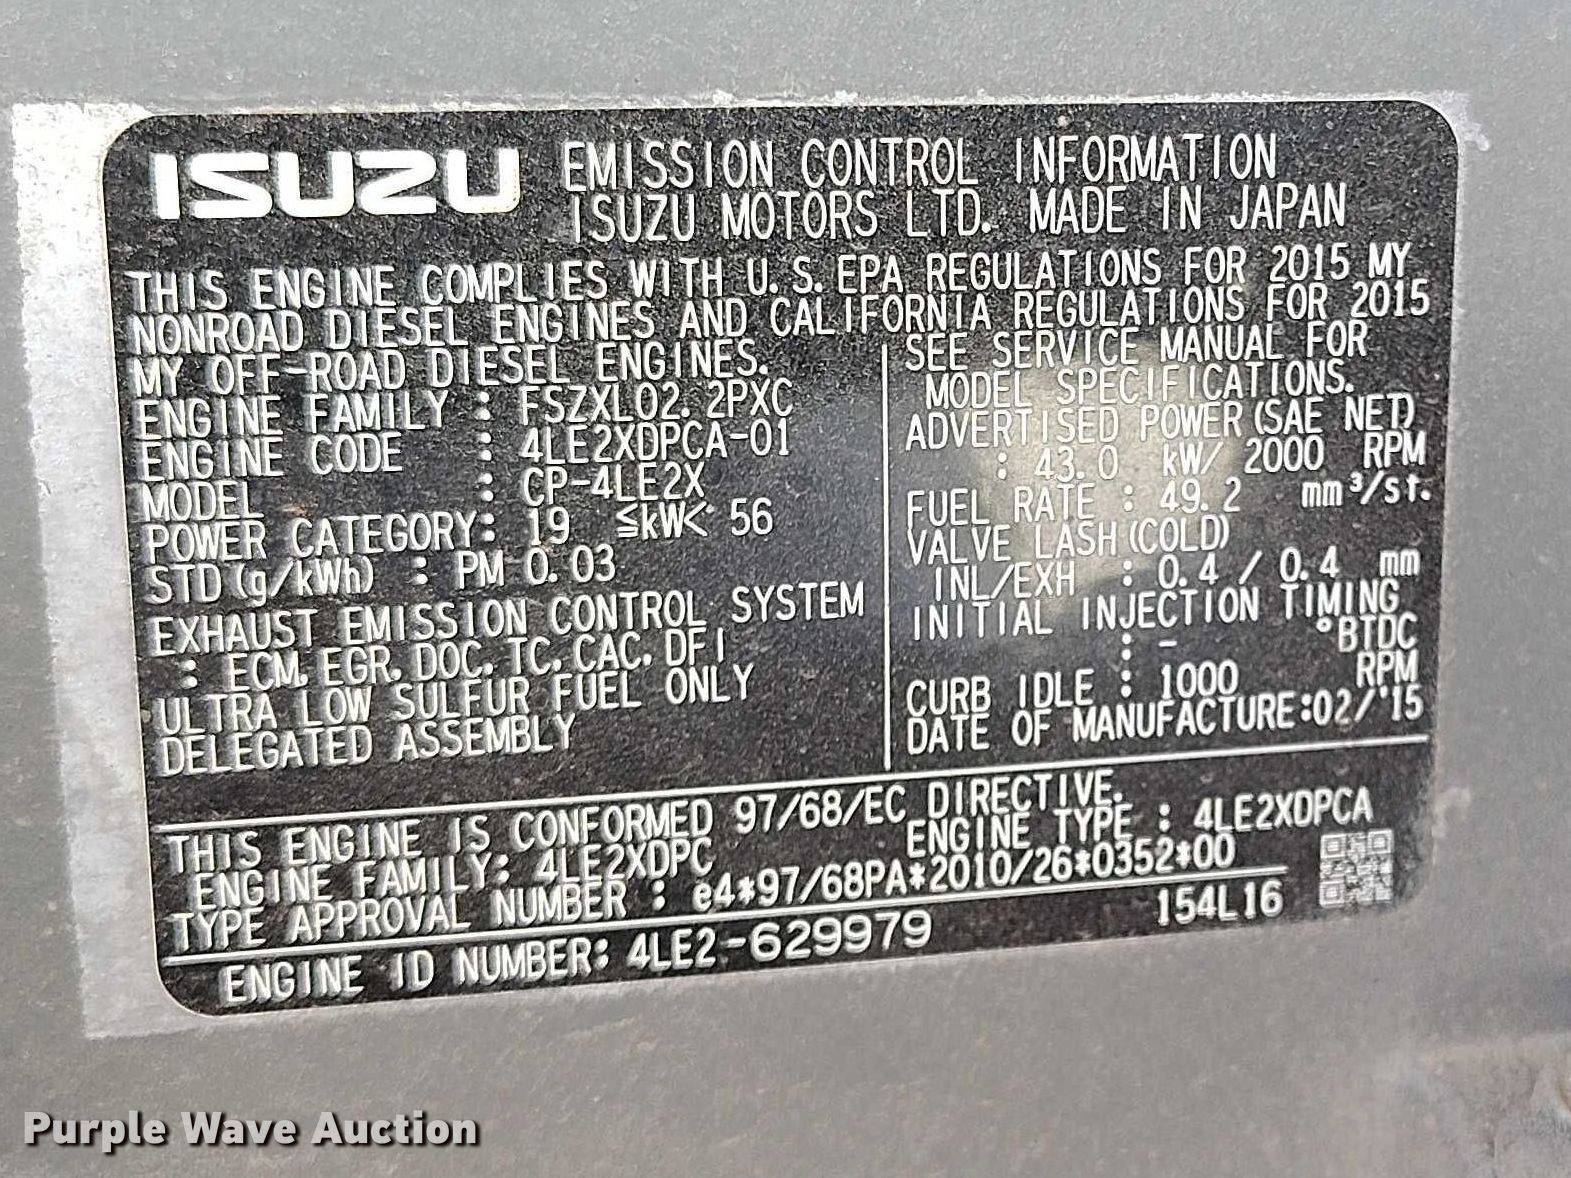 ISUZU EMISSION CONTROL INFORMATION
ISUZU MOTORS LTD. MADE IN JAPAN
THIS ENGINE COMPLIES WITH U.S.EPA REGULATIONS FOR 2015 MY
NONROAD DIESEL ENGINES AND CALIFORNIA REGULATIONS FOR 2015
MY OFF-ROAD DIESEL ENGINES.
ENGINE FAMILY : FSZXL02.2PXC
ENGINE CODE : 4LE2XDPCA-01
MODEL : CP-4LE2X
POWER CATEGORY: 19 ≦kW< 56
STD(g/kWh) : PM 0.03
EXHAUST EMISSION CONTROL SYSTEM
: ECM, EGR, DOC, TC, CAC, DFI
ULTRA LOW SULFUR FUEL ONLY
DELEGATED ASSEMBLY
SEE SERVICE MANUAL FOR
MODEL SPECIFICATIONS.
ADVERTISED POWER(SAE NET)
: 43.0 kW/ 2000 RPM
FUEL RATE : 49.2 mm³/st.
VALVE LASH(COLD)
INL/EXH : 0.4 / 0.4 mm
INITIAL INJECTION TIMING
: - °BTDC
CURB IDLE : 1000 RPM
DATE OF MANUFACTURE:02/'15
THIS ENGINE IS CONFORMED 97/68/EC DIRECTIVE.
ENGINE FAMILY: 4LE2XDPC ENGINE TYPE : 4LE2XDPCA
TYPE APPROVAL NUMBER : e4*97/68PA*2010/26*0352*00
ENGINE ID NUMBER: 4LE2-629979 154L16
Purple Wave Auction